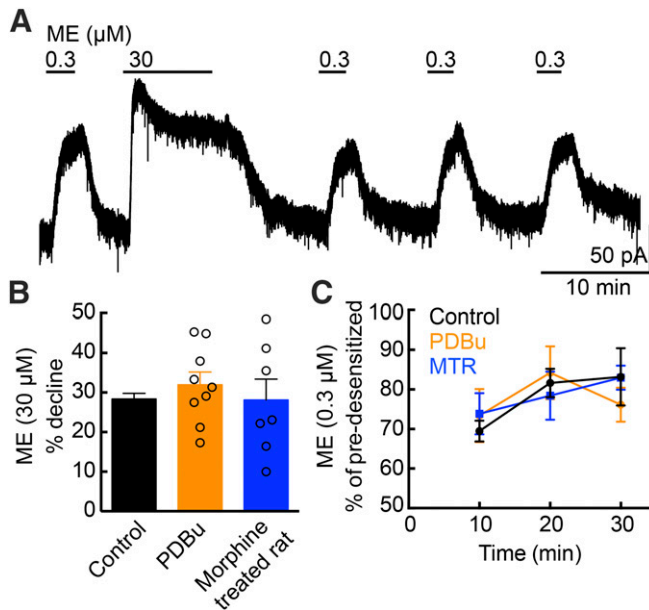 A
ME (µM)
0.3 30 0.3 0.3 0.3
50 pA
10 min
B
ME (30 µM)
% decline
50
40
30
20
10
0
Control
PDBu
Morphine
treated rat
C
Control
PDBu
MTR
ME (0.3 µM)
% of pre-desensitized
100
90
80
70
60
50
0 10 20 30
Time (min)